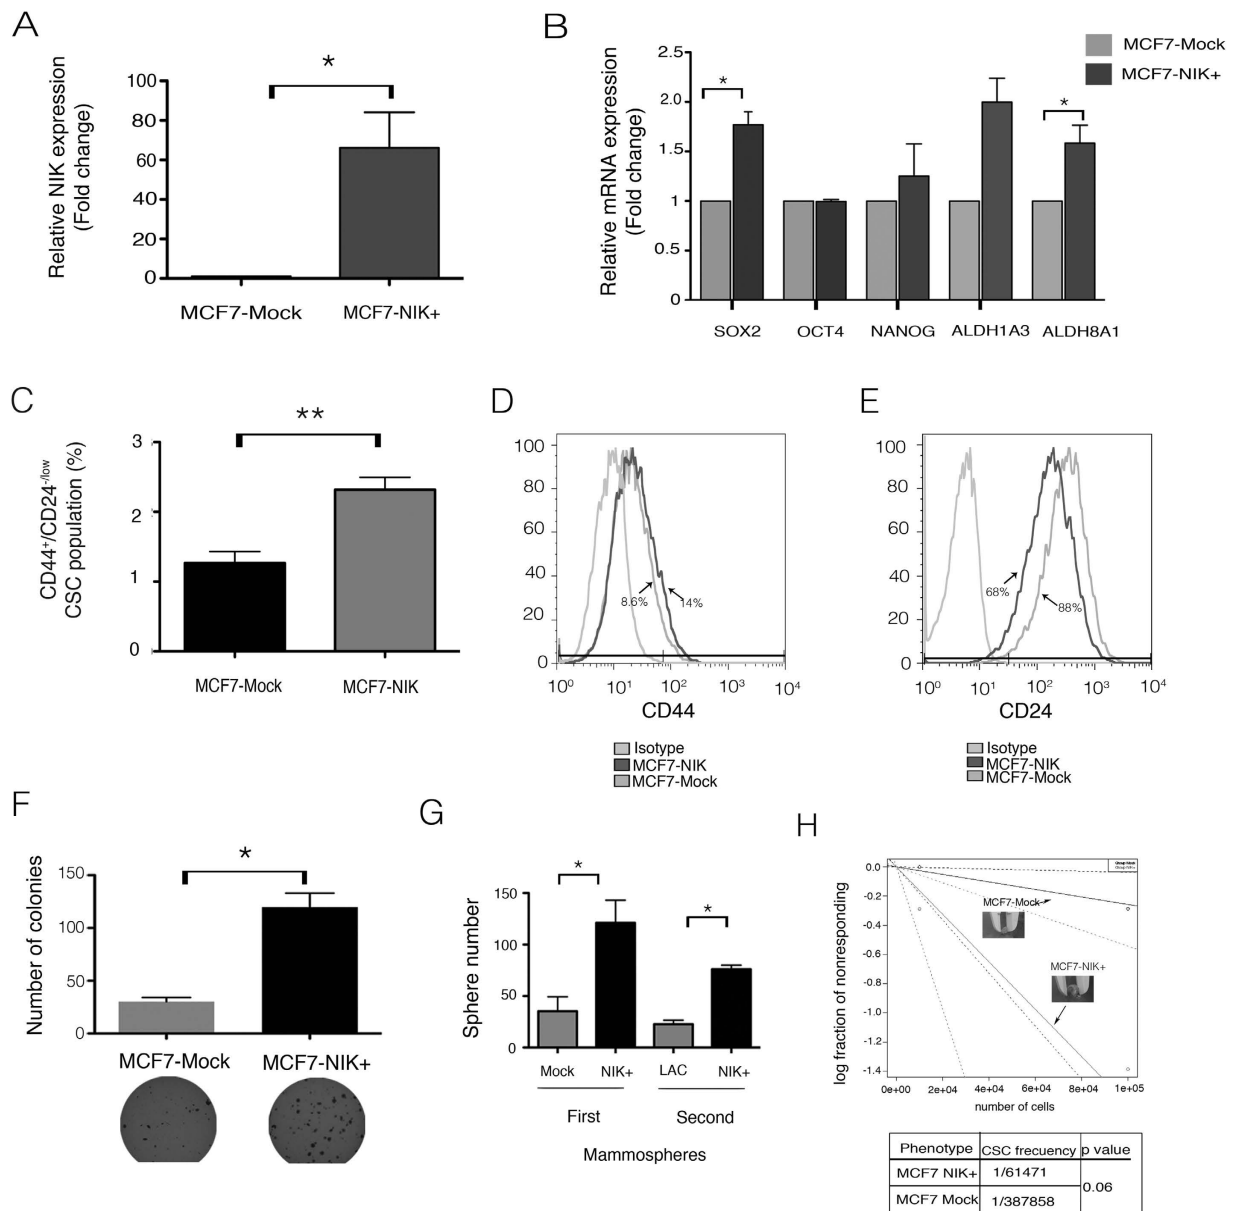 A
Relative NIK expression
(Fold change)
100
80
60
40
20
0
*
MCF7-Mock
MCF7-NIK+
B
Relative mRNA expression
(Fold change)
2.5
2.0
1.5
1
0.5
0
*
*
MCF7-Mock
MCF7-NIK+
SOX2
OCT4
NANOG
ALDH1A3
ALDH8A1
C
CD44+/CD24-/low
CSC population (%)
3
2
1
0
**
MCF7-Mock
MCF7-NIK
D
100
80
60
40
20
0
8.6%
14%
10⁰
10¹
10²
10³
10⁴
CD44
Isotype
MCF7-NIK
MCF7-Mock
E
100
80
60
40
20
0
68%
88%
10⁰
10¹
10²
10³
10⁴
CD24
Isotype
MCF7-NIK
MCF7-Mock
F
Number of colonies
150
100
50
0
*
MCF7-Mock
MCF7-NIK+
G
Sphere number
150
100
50
0
*
*
Mock
NIK+
LAC
NIK+
First
Second
Mammospheres
H
log fraction of nonresponding
0.0
-0.2
-0.4
-0.6
-0.8
-1.0
-1.2
-1.4
MCF7-Mock
MCF7-NIK+
0e+00
2e+04
4e+04
6e+04
8e+04
1e+05
number of cells
Phenotype CSC frecuency p value
MCF7 NIK+ 1/61471
0.06
MCF7 Mock 1/387858